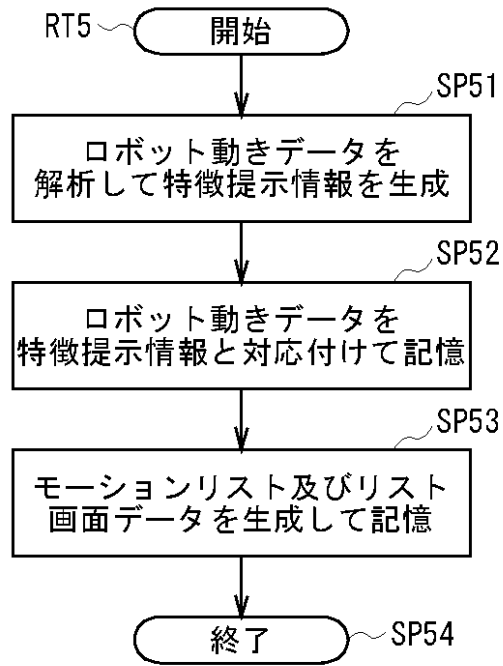 RT5
開始
SP51
ロボット動きデータを
解析して特徴提示情報を生成
SP52
ロボット動きデータを
特徴提示情報と対応付けて記憶
SP53
モーションリスト及びリスト
画面データを生成して記憶
終了
SP54